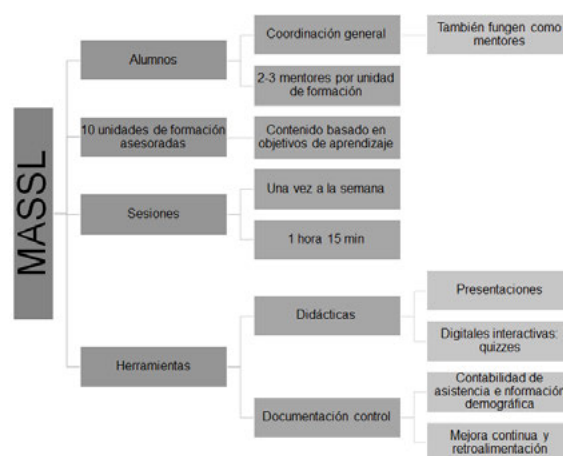 MASSL
Alumnos
Coordinación general
También fungen como
mentores
2-3 mentores por unidad
de formación
10 unidades de formación
asesoradas
Contenido basado en
objetivos de aprendizaje
Sesiones
Una vez a la semana
1 hora 15 min
Herramientas
Didácticas
Presentaciones
Digitales interactivas:
quizzes
Documentación control
Contabilidad de
asistencia e nformación
demográfica
Mejora continua y
retroalimentación